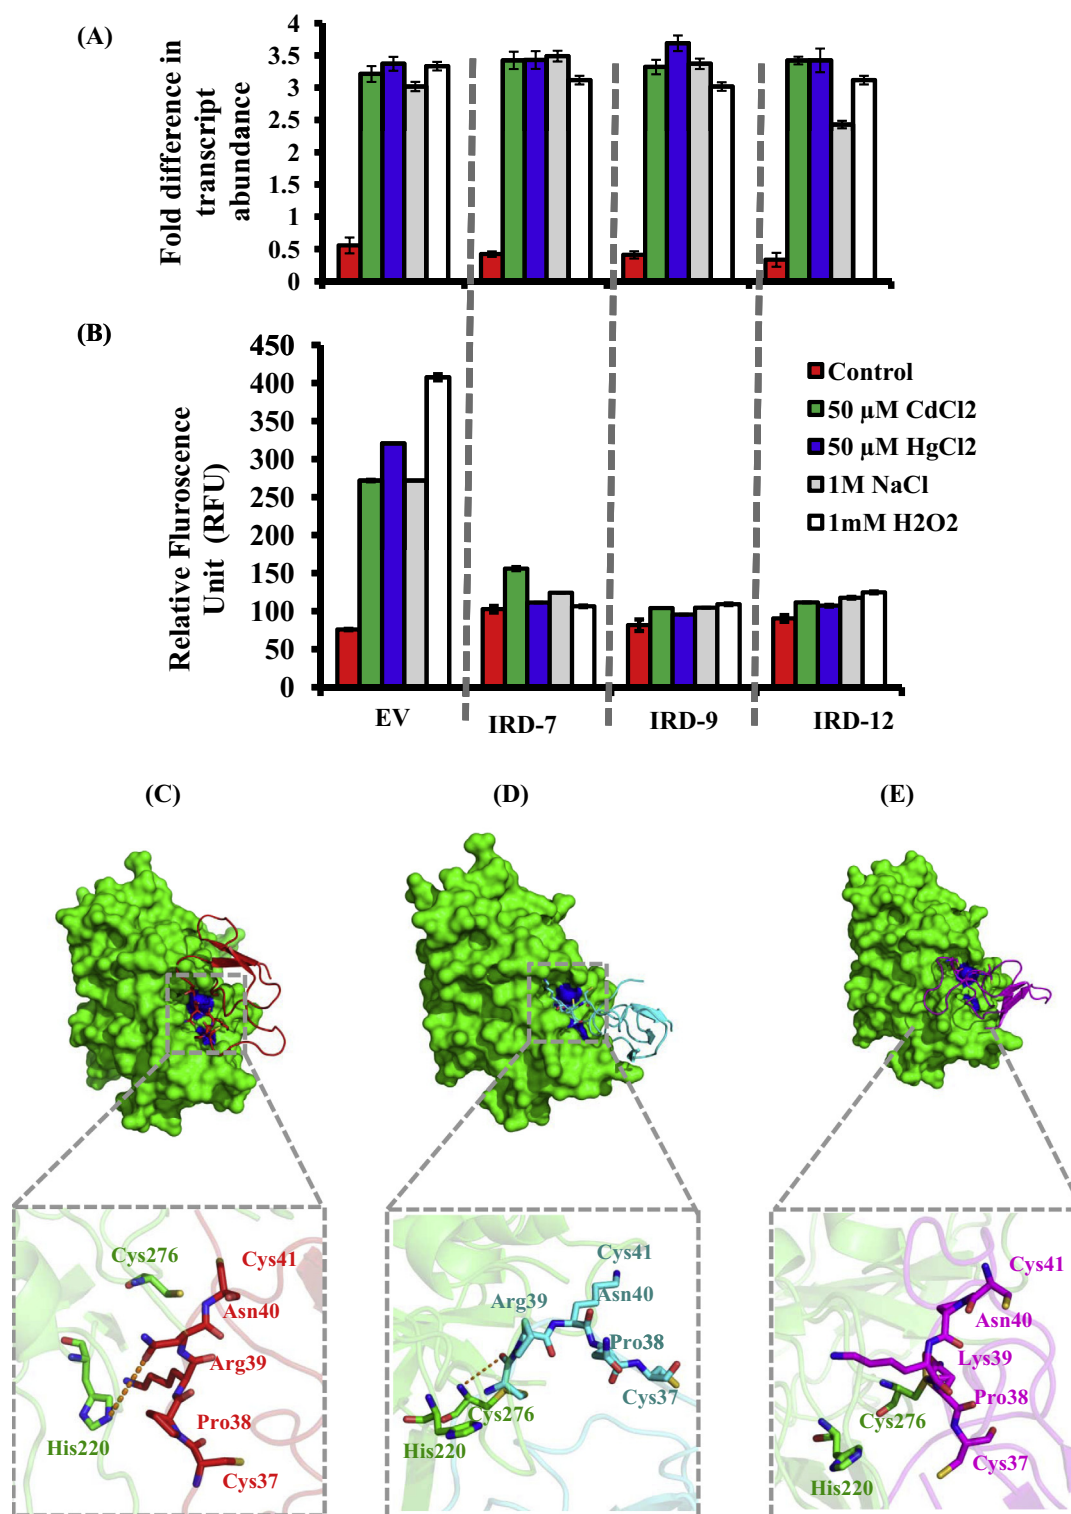 (A)
Fold difference in
transcript
abundance
4
3.5
3
2.5
2
1.5
1
0.5
0
(B)
Relative Fluroscence
Unit (RFU)
450
400
350
300
250
200
150
100
50
0
Control
50 µM CdCl2
50 µM HgCl2
1M NaCl
1mM H2O2
EV
IRD-7
IRD-9
IRD-12
(C)
(D)
(E)
Cys276
Cys41
Asn40
Arg39
Pro38
His220
Cys37
Cys41
Arg39
Asn40
Pro38
Cys37
Cys276
His220
Cys41
Asn40
Lys39
Pro38
Cys276
Cys37
His220